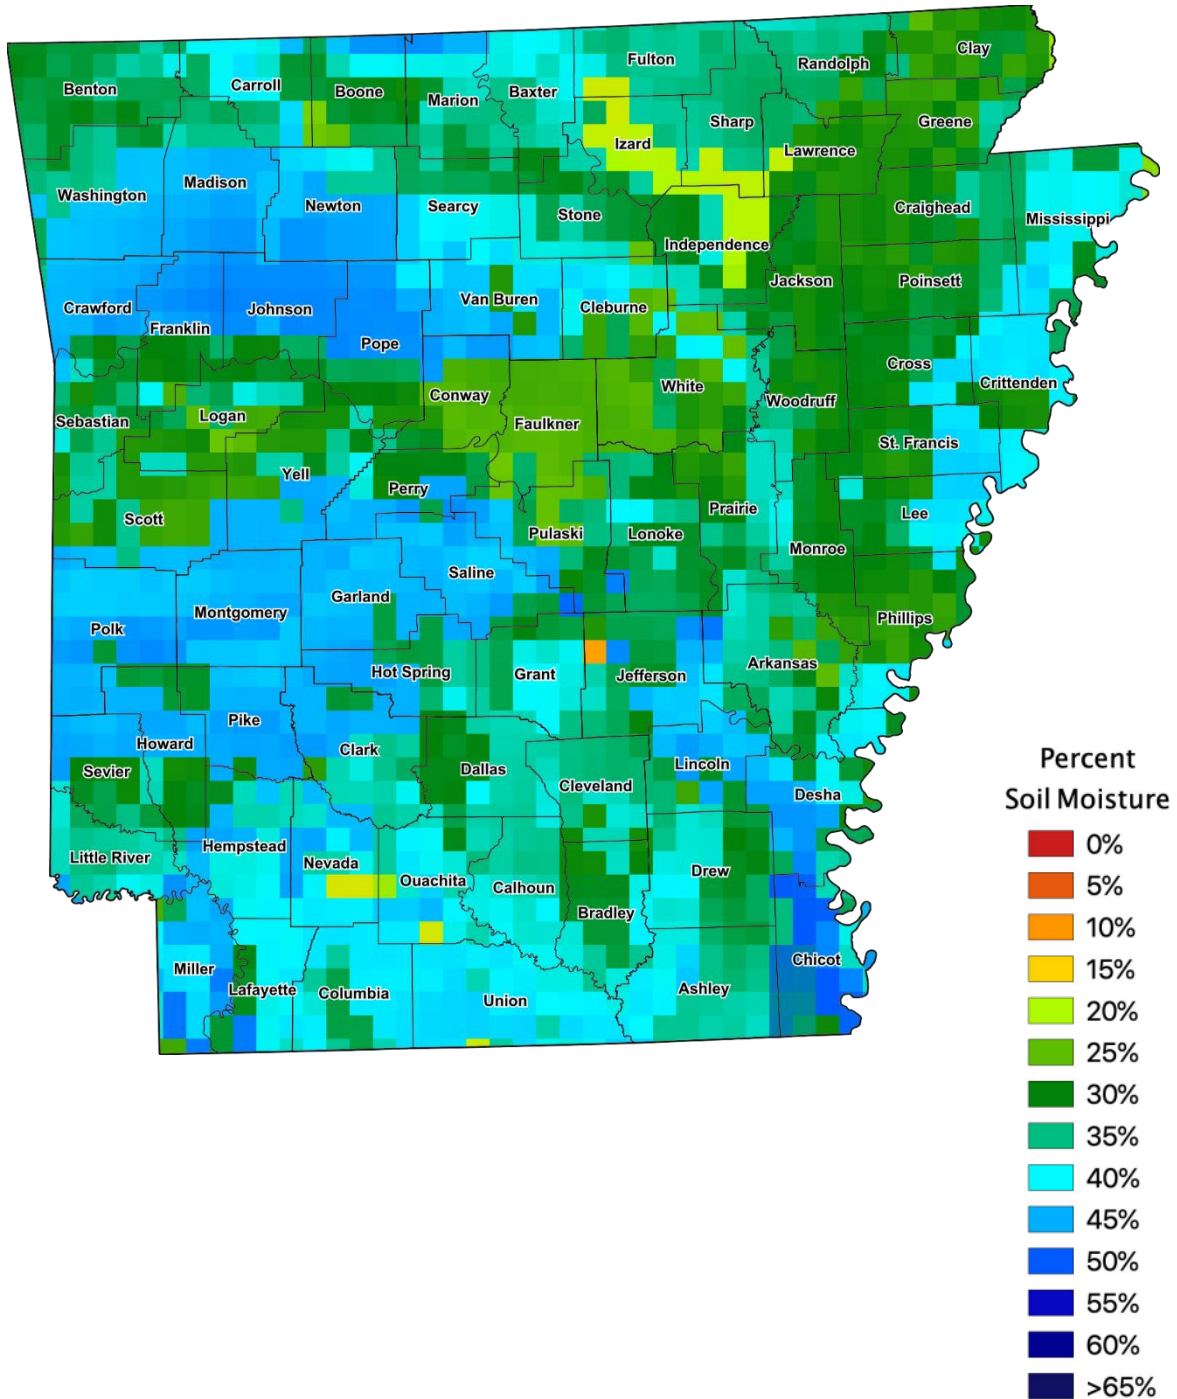 Clay
Fulton
Randolph
Carroll
Benton
Boone
Baxter
Marion
Sharp
Greene
Izard
Lawrence
Madison
Washington
Newton
Searcy
Stone
Craighead
Mississippi
Independence
Jackson
Poinsett
Van Buren
Crawford
Johnson
Cleburne
Franklin
Pope
Cross
Crittenden
White
Conway
Woodruff
Logan
Sebastian
Faulkner
St. Francis
Yell
Perry
Prairie
Lee
Scott
Pulaski
Lonoke
Monroe
Saline
Garland
Montgomery
Phillips
Polk
Arkansas
Hot Spring
Grant
Jefferson
Pike
Howard
Clark
Lincoln
Sevier
Dallas
Cleveland
Desha
Hempstead
Little River
Nevada
Ouachita
Drew
Calhoun
Bradley
Chicot
Miller
Lafayette
Columbia
Ashley
Union
Percent
Soil Moisture
0%
5%
10%
15%
20%
25%
30%
35%
40%
45%
50%
55%
60%
>65%